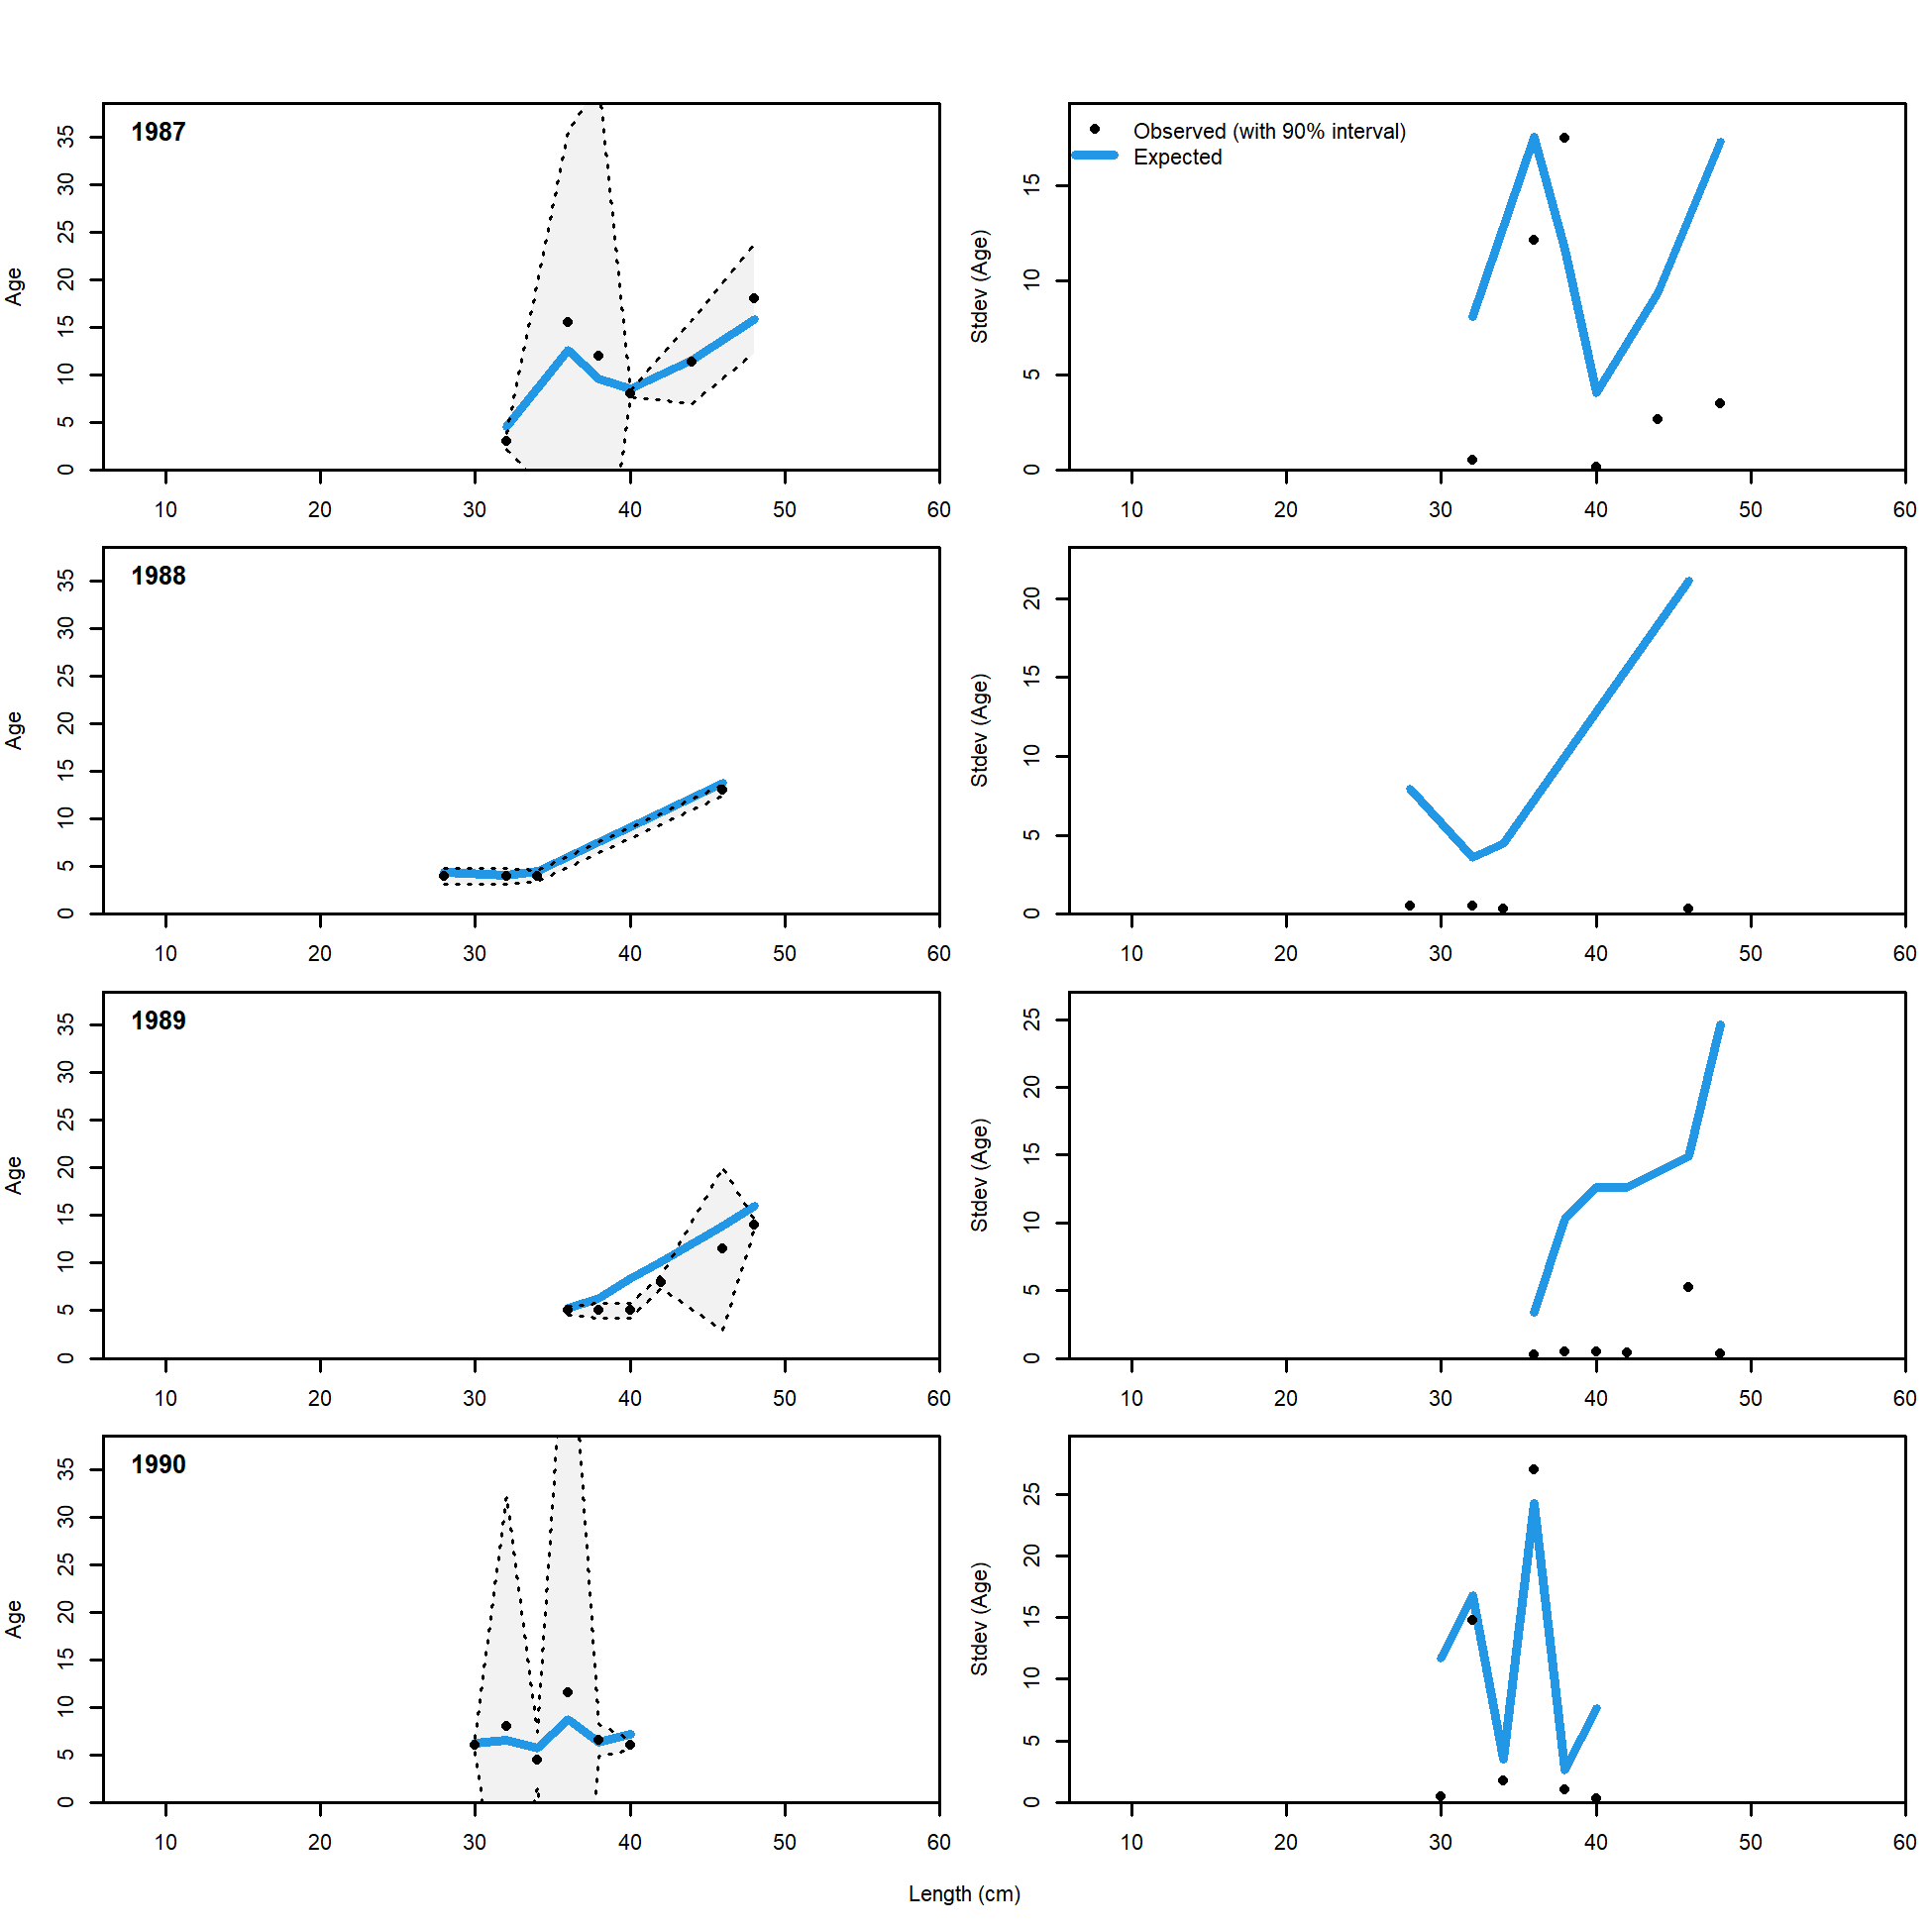 1987
Observed (with 90% interval)
Expected
Age
0 5 10 15 20 25 30 35
10 20 30 40 50 60
Stdev (Age)
0 5 10 15
10 20 30 40 50 60
1988
Age
0 5 10 15 20 25 30 35
10 20 30 40 50 60
Stdev (Age)
0 5 10 15 20
10 20 30 40 50 60
1989
Age
0 5 10 15 20 25 30 35
10 20 30 40 50 60
Stdev (Age)
0 5 10 15 20 25
10 20 30 40 50 60
1990
Age
0 5 10 15 20 25 30 35
10 20 30 40 50 60
Stdev (Age)
0 5 10 15 20 25
10 20 30 40 50 60
Length (cm)